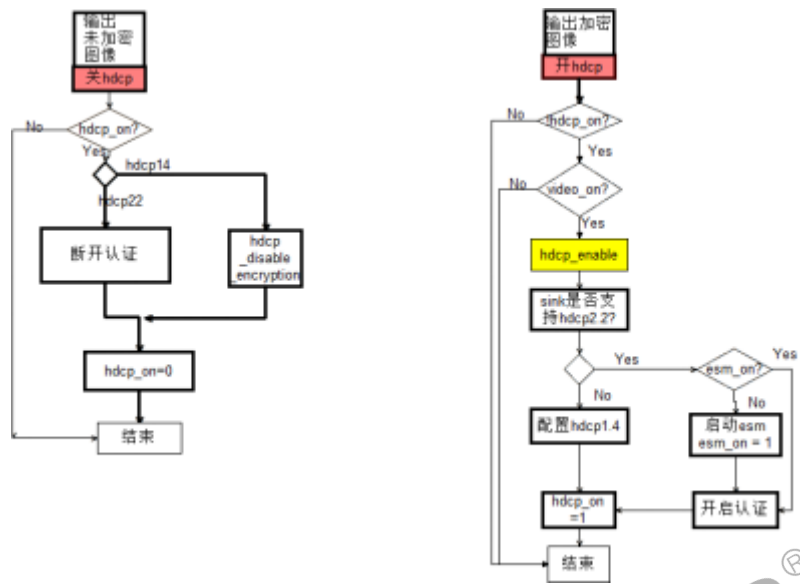 输出
未加密
图像
关hdcp
hdcp_on?
No
Yes
hdcp14
hdcp22
断开认证
hdcp
_disable
_encryption
hdcp_on=0
结束
输出加密
图像
开hdcp
!hdcp_on?
No
Yes
video_on?
No
Yes
hdcp_enable
sink是否支
持hdcp2.2?
Yes
No
esm_on?
Yes
No
配置hdcp1.4
启动esm
esm_on = 1
hdcp_on
=1
开启认证
结束
®